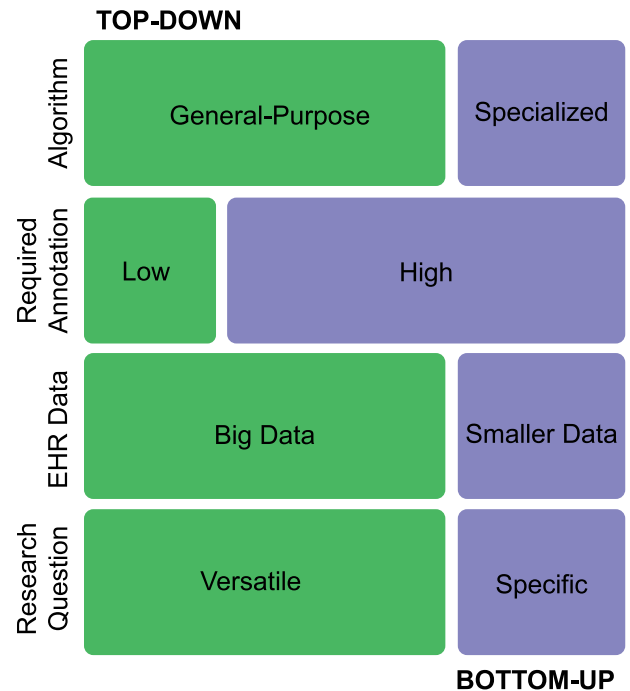 TOP-DOWN
Algorithm
General-Purpose
Specialized
Required
Annotation
Low
High
EHR Data
Big Data
Smaller Data
Research
Question
Versatile
Specific
BOTTOM-UP